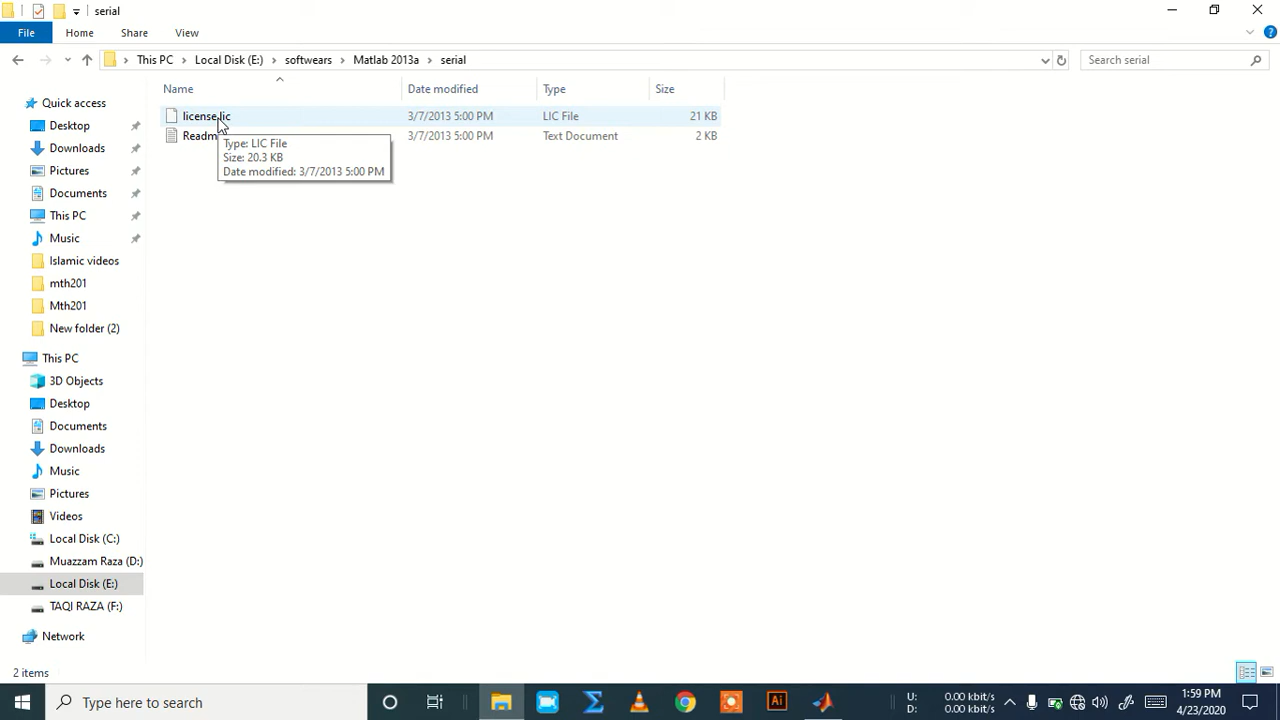 serial
File
Home
Share
View
This PC
Local Disk (E:)
softwears
Matlab 2013a
serial
Search serial
Name
Date modified
Type
Size
license.lic
3/7/2013 5:00 PM
LIC File
21 KB
Readm
3/7/2013 5:00 PM
Text Document
2 KB
Type: LIC File
Size: 20.3 KB
Date modified: 3/7/2013 5:00 PM
Quick access
Desktop
Downloads
Pictures
Documents
This PC
Music
Islamic videos
mth201
Mth201
New folder (2)
This PC
3D Objects
Desktop
Documents
Downloads
Music
Pictures
Videos
Local Disk (C:)
Muazzam Raza (D:)
Local Disk (E:)
TAQI RAZA (F:)
Network
2 items
Type here to search
Ai
U: 0.00 kbit/s
D: 0.00 kbit/s
1:59 PM
4/23/2020